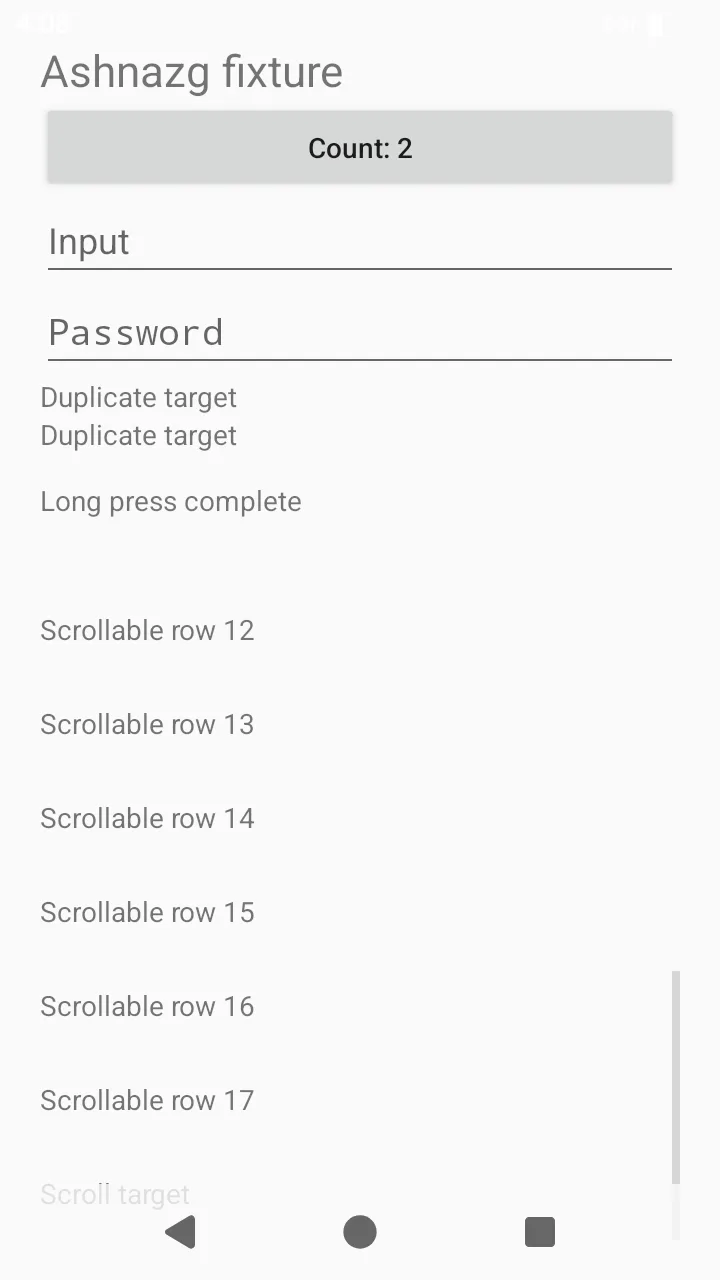 Ashnazg fixture
Count: 2
Input
Password
Duplicate target
Duplicate target
Long press complete
Scrollable row 12
Scrollable row 13
Scrollable row 14
Scrollable row 15
Scrollable row 16
Scrollable row 17
Scroll target